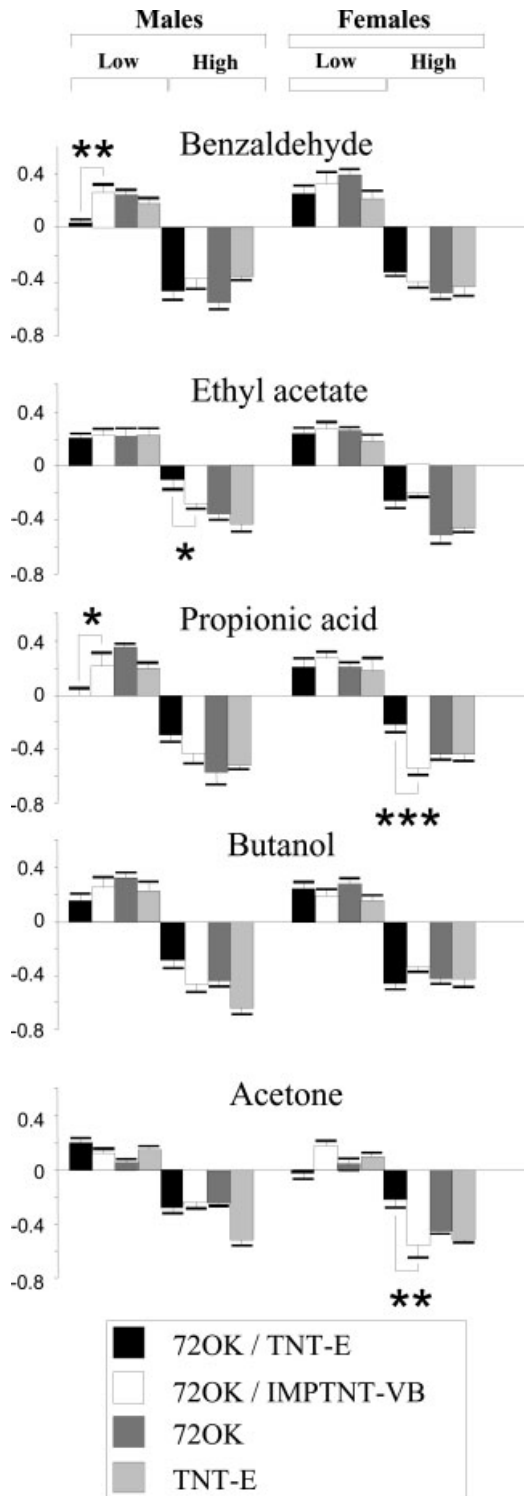 Males Females
Low High Low High
Benzaldehyde
**
0.4
0
-0.4
-0.8
Ethyl acetate
0.4
0
-0.4
-0.8
*
Propionic acid
*
0.4
0
-0.4
-0.8
***
Butanol
0.4
0
-0.4
-0.8
Acetone
0.4
0
-0.4
-0.8
**
72OK / TNT-E
72OK / IMPTNT-VB
72OK
TNT-E